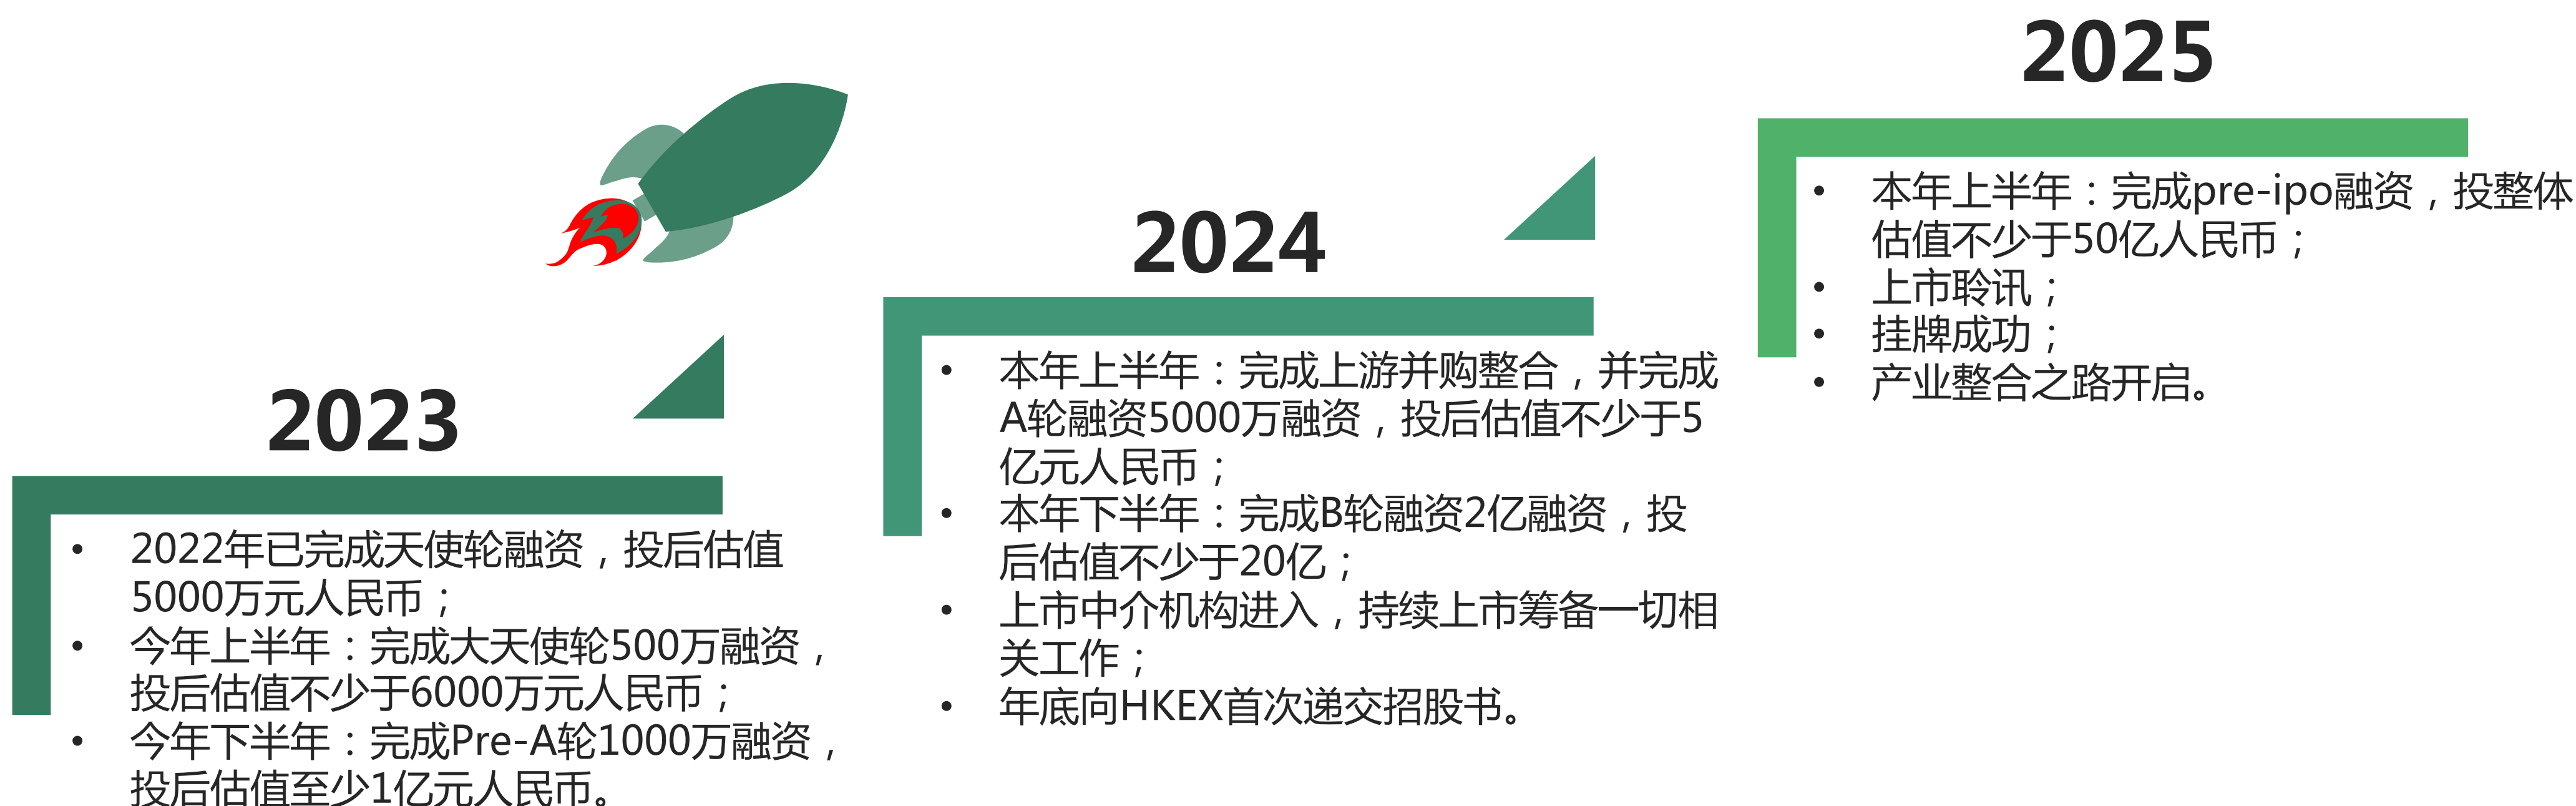 2023
• 2022年已完成天使轮融资，投后估值
5000万元人民币；
• 今年上半年：完成大天使轮500万融资，
投后估值不少于6000万元人民币；
• 今年下半年：完成Pre-A轮1000万融资，
投后估值至少1亿元人民币。
2024
• 本年上半年：完成上游并购整合，并完成
A轮融资5000万融资，投后估值不少于5
亿元人民币；
• 本年下半年：完成B轮融资2亿融资，投
后估值不少于20亿；
• 上市中介机构进入，持续上市筹备一切相
关工作；
• 年底向HKEX首次递交招股书。
2025
• 本年上半年：完成pre-ipo融资，投整体
估值不少于50亿人民币；
• 上市聆讯；
• 挂牌成功；
• 产业整合之路开启。